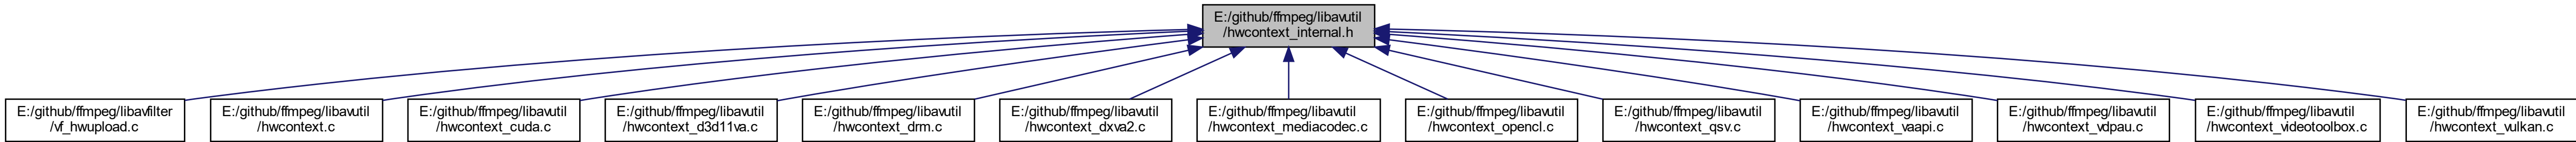 E:/github/ffmpeg/libavutil
/hwcontext_internal.h
E:/github/ffmpeg/libavfilter
/vf_hwupload.c
E:/github/ffmpeg/libavutil
/hwcontext.c
E:/github/ffmpeg/libavutil
/hwcontext_cuda.c
E:/github/ffmpeg/libavutil
/hwcontext_d3d11va.c
E:/github/ffmpeg/libavutil
/hwcontext_drm.c
E:/github/ffmpeg/libavutil
/hwcontext_dxva2.c
E:/github/ffmpeg/libavutil
/hwcontext_mediacodec.c
E:/github/ffmpeg/libavutil
/hwcontext_opencl.c
E:/github/ffmpeg/libavutil
/hwcontext_qsv.c
E:/github/ffmpeg/libavutil
/hwcontext_vaapi.c
E:/github/ffmpeg/libavutil
/hwcontext_vdpau.c
E:/github/ffmpeg/libavutil
/hwcontext_videotoolbox.c
E:/github/ffmpeg/libavutil
/hwcontext_vulkan.c